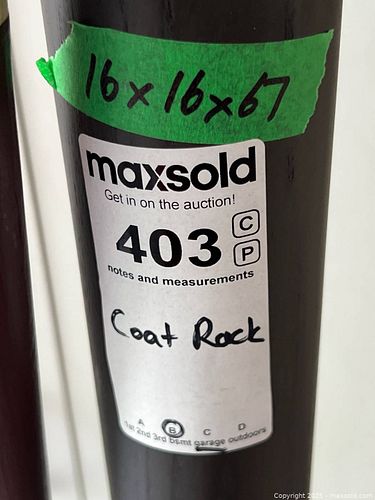 16x16x67
maxsold
Get in on the auction!
403 C
P
notes and measurements
Coat Rack
A B C D
1st 2nd 3rd bsmt garage outdoors
Copyright 2025 - maxsold.com